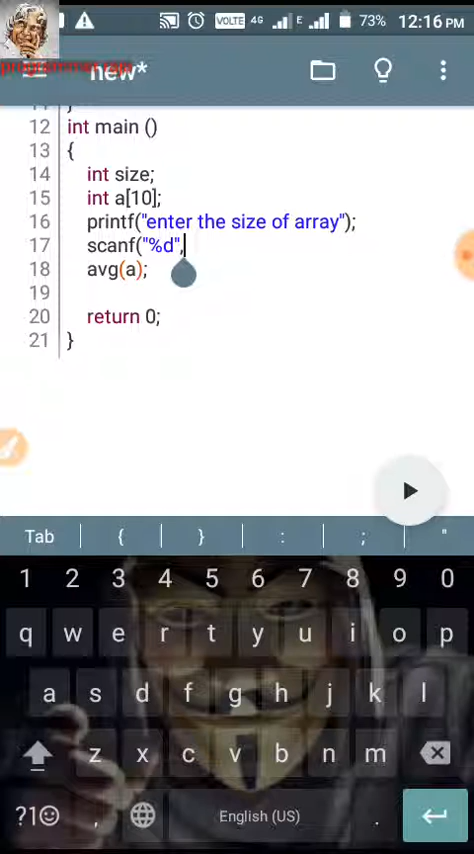 VOLTE 4G E 73% 12:16 PM
new*
12 int main ()
13 {
14 int size;
15 int a[10];
16 printf("enter the size of array");
17 scanf("%d",
18 avg(a);
19
20 return 0;
21 }
Tab { } : ; "
1 2 3 4 5 6 7 8 9 0
q w e r t y u i o p
a s d f g h j k l
z x c v b n m
?1 , English (US) .